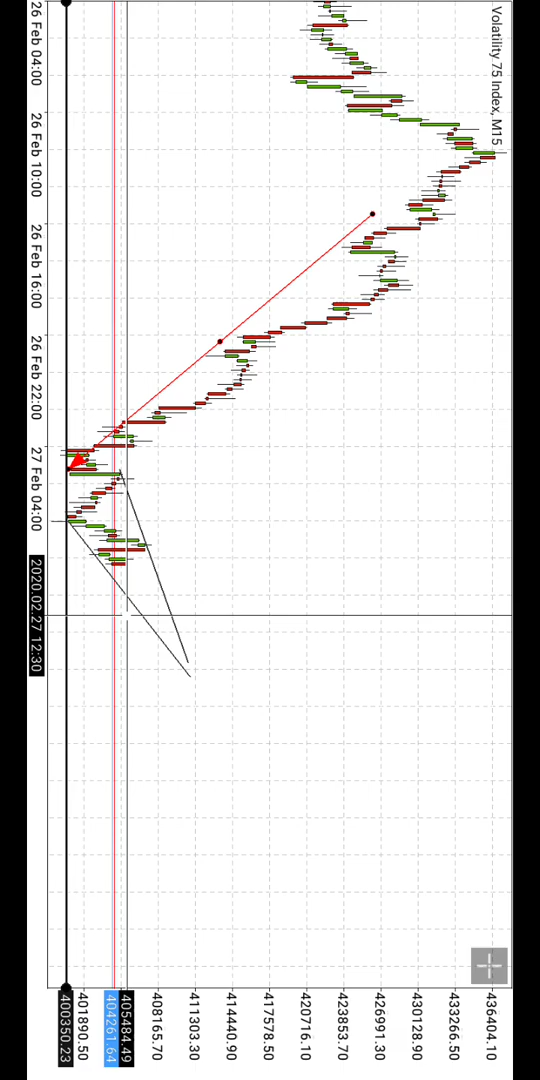 Volatility 75 Index, M15
436404.10
433266.50
430128.90
426991.30
423853.70
420716.10
417578.50
414440.90
411303.30
408165.70
405484.49
404261.64
401890.50
400350.23
26 Feb 04:00
26 Feb 10:00
26 Feb 16:00
26 Feb 22:00
27 Feb 04:00
2020.02.27 12:30